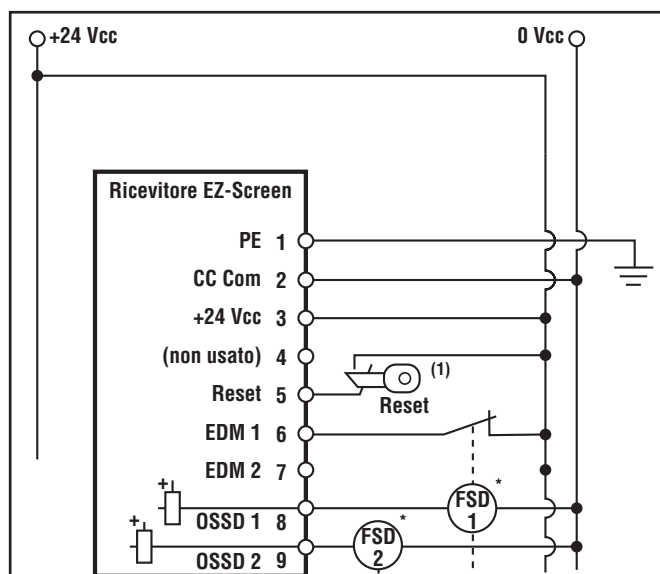 +24 Vcc
0 Vcc
Ricevitore EZ-Screen
PE 1
CC Com 2
+24 Vcc 3
(non usato) 4
(1)
Reset 5
Reset
EDM 1 6
EDM 2 7
+
*
FSD
1
OSSD 1 8
+
*
FSD
2
OSSD 2 9